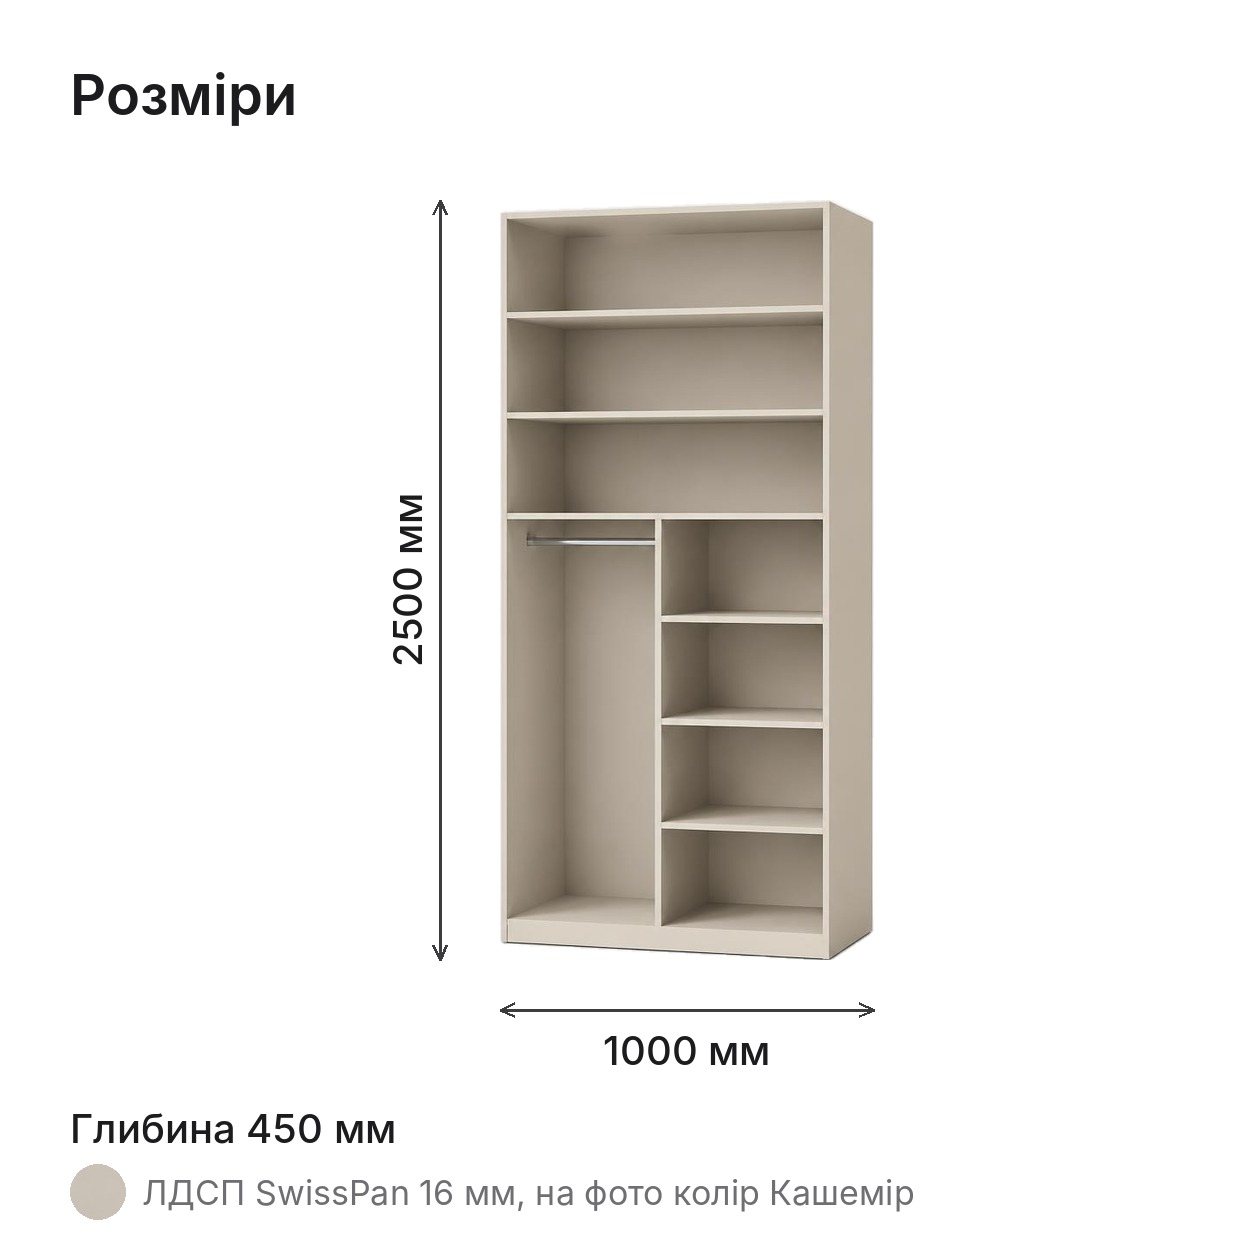 Розміри
2500 мм
1000 мм
Глибина 450 мм
ЛДСП SwissPan 16 мм, на фото колір Кашемір